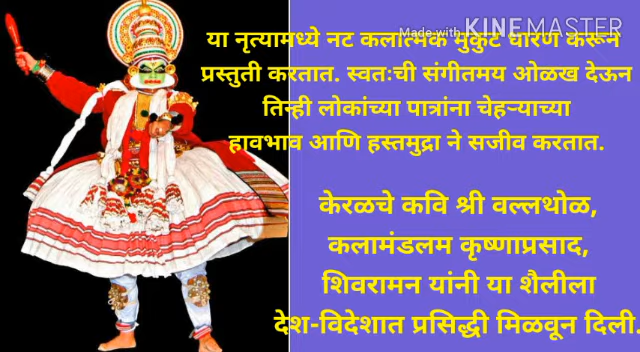 Made with KINEMASTER
या नृत्यामध्ये नट कलात्मक मुकुट धारण करून
प्रस्तुती करतात. स्वतःची संगीतमय ओळख देऊन
तिन्ही लोकांच्या पात्रांना चेहऱ्याच्या
हावभाव आणि हस्तमुद्रा ने सजीव करतात.
केरळचे कवि श्री वल्लथोळ,
कलामंडलम कृष्णाप्रसाद,
शिवरामन यांनी या शैलीला
देश-विदेशात प्रसिद्धी मिळवून दिली.